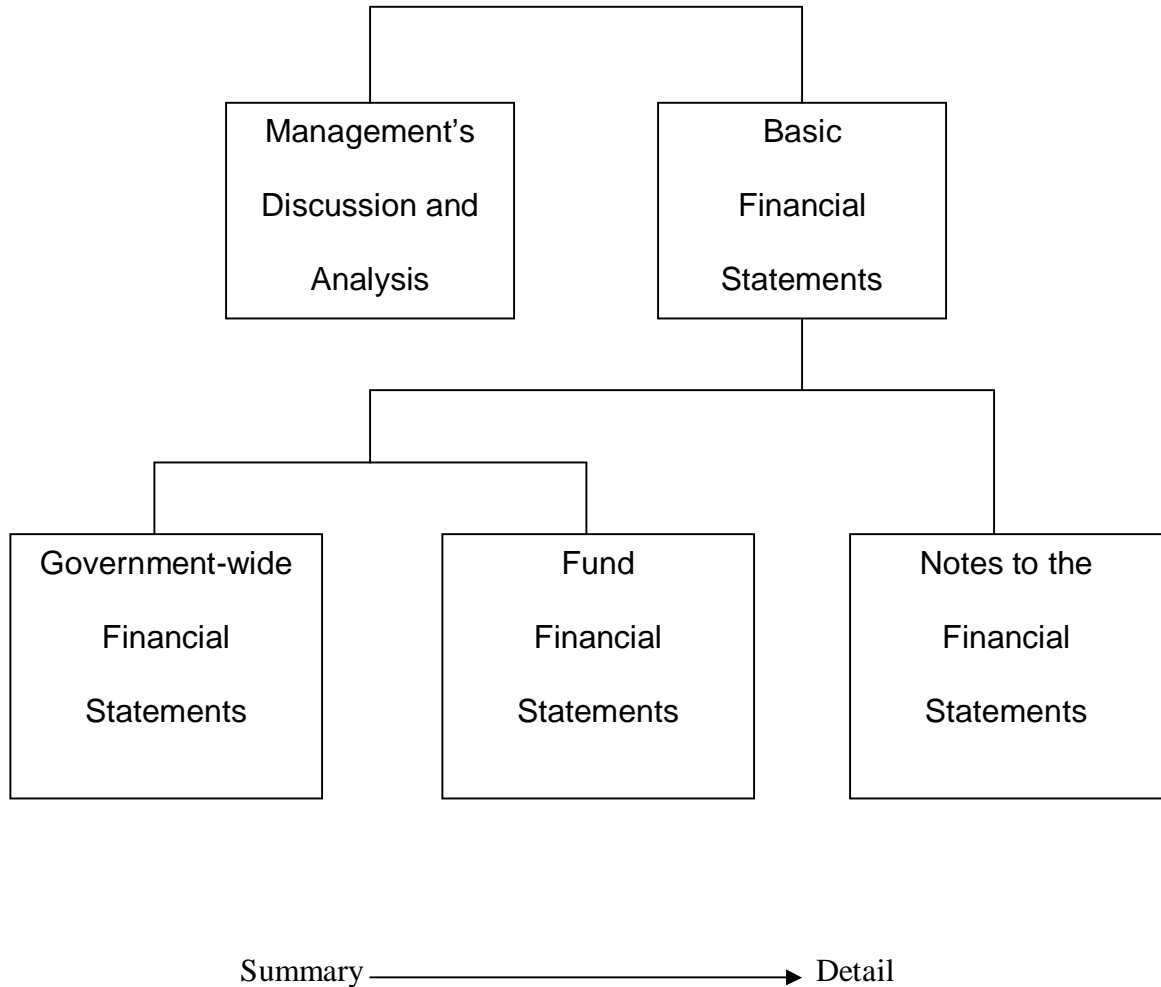 Management’s
Discussion and
Analysis
Basic
Financial
Statements
Government-wide
Financial
Statements
Fund
Financial
Statements
Notes to the
Financial
Statements
Summary
Detail